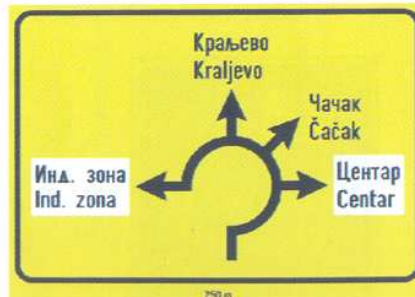 Краљево
Kraljevo
Чачак
Čačak
Инд. зона
Ind. zona
Центар
Centar
250 m